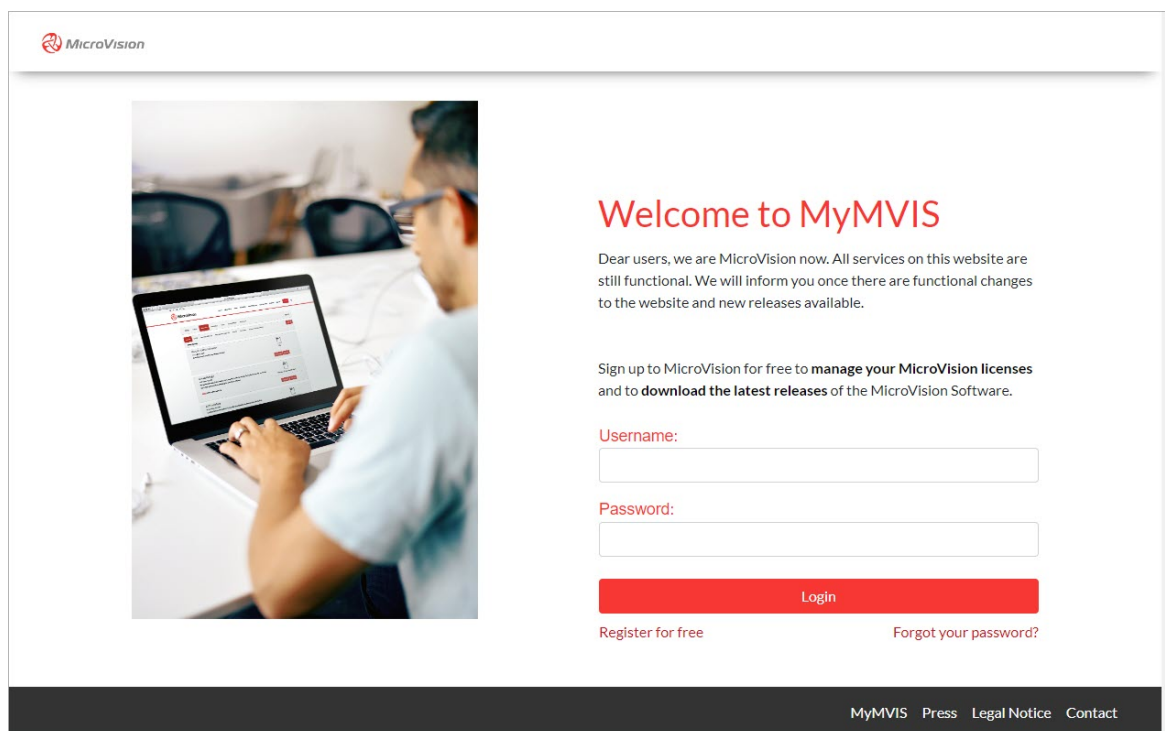 MicroVision
Welcome to MyMVIS
Dear users, we are MicroVision now. All services on this website are
still functional. We will inform you once there are functional changes
to the website and new releases available.
Sign up to MicroVision for free to manage your MicroVision licenses
and to download the latest releases of the MicroVision Software.
Username:
Password:
Login
Register for free
Forgot your password?
MyMVIS Press Legal Notice Contact